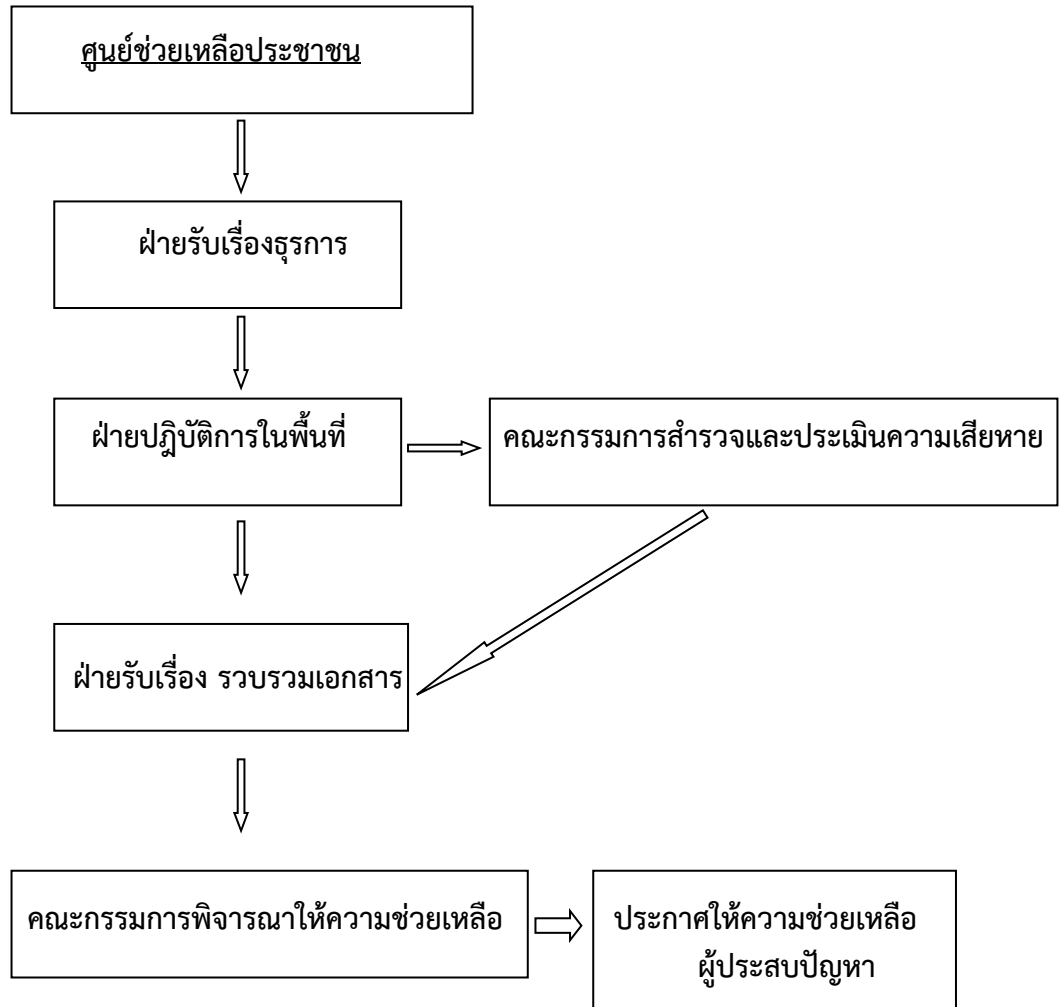 ศูนย์ช่วยเหลือประชาชน
ฝ่ายรับเรื่องธุรการ
ฝ่ายปฎิบัติการในพื้นที่
คณะกรรมการสำรวจและประเมินความเสียหาย
ฝ่ายรับเรื่อง รวบรวมเอกสาร
คณะกรรมการพิจารณาให้ความช่วยเหลือ
ประกาศให้ความช่วยเหลือ
ผู้ประสบปัญหา